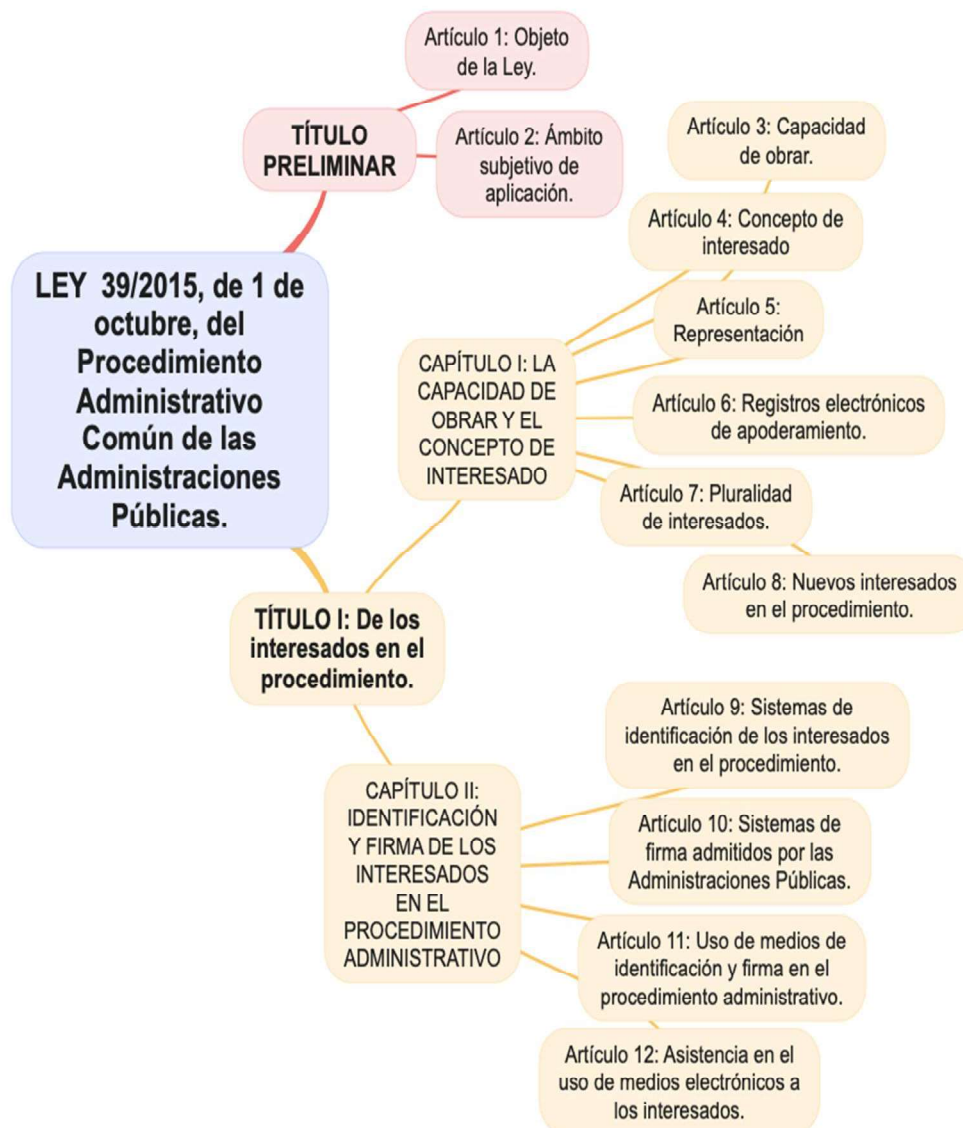 Artículo 1: Objeto
de la Ley.
TÍTULO
PRELIMINAR
Artículo 2: Ámbito
subjetivo de
aplicación.
Artículo 3: Capacidad
de obrar.
Artículo 4: Concepto de
interesado
LEY 39/2015, de 1 de
octubre, del
Procedimiento
Administrativo
Común de las
Administraciones
Públicas.
Artículo 5:
Representación
CAPÍTULO I: LA
CAPACIDAD DE
OBRAR Y EL
CONCEPTO DE
INTERESADO
Artículo 6: Registros electrónicos
de apoderamiento.
Artículo 7: Pluralidad
de interesados.
Artículo 8: Nuevos interesados
en el procedimiento.
TÍTULO I: De los
interesados en el
procedimiento.
Artículo 9: Sistemas de
identificación de los interesados
en el procedimiento.
CAPÍTULO II:
IDENTIFICACIÓN
Y FIRMA DE LOS
INTERESADOS
EN EL
PROCEDIMIENTO
ADMINISTRATIVO
Artículo 10: Sistemas de
firma admitidos por las
Administraciones Públicas.
Artículo 11: Uso de medios de
identificación y firma en el
procedimiento administrativo.
Artículo 12: Asistencia en el
uso de medios electrónicos a
los interesados.